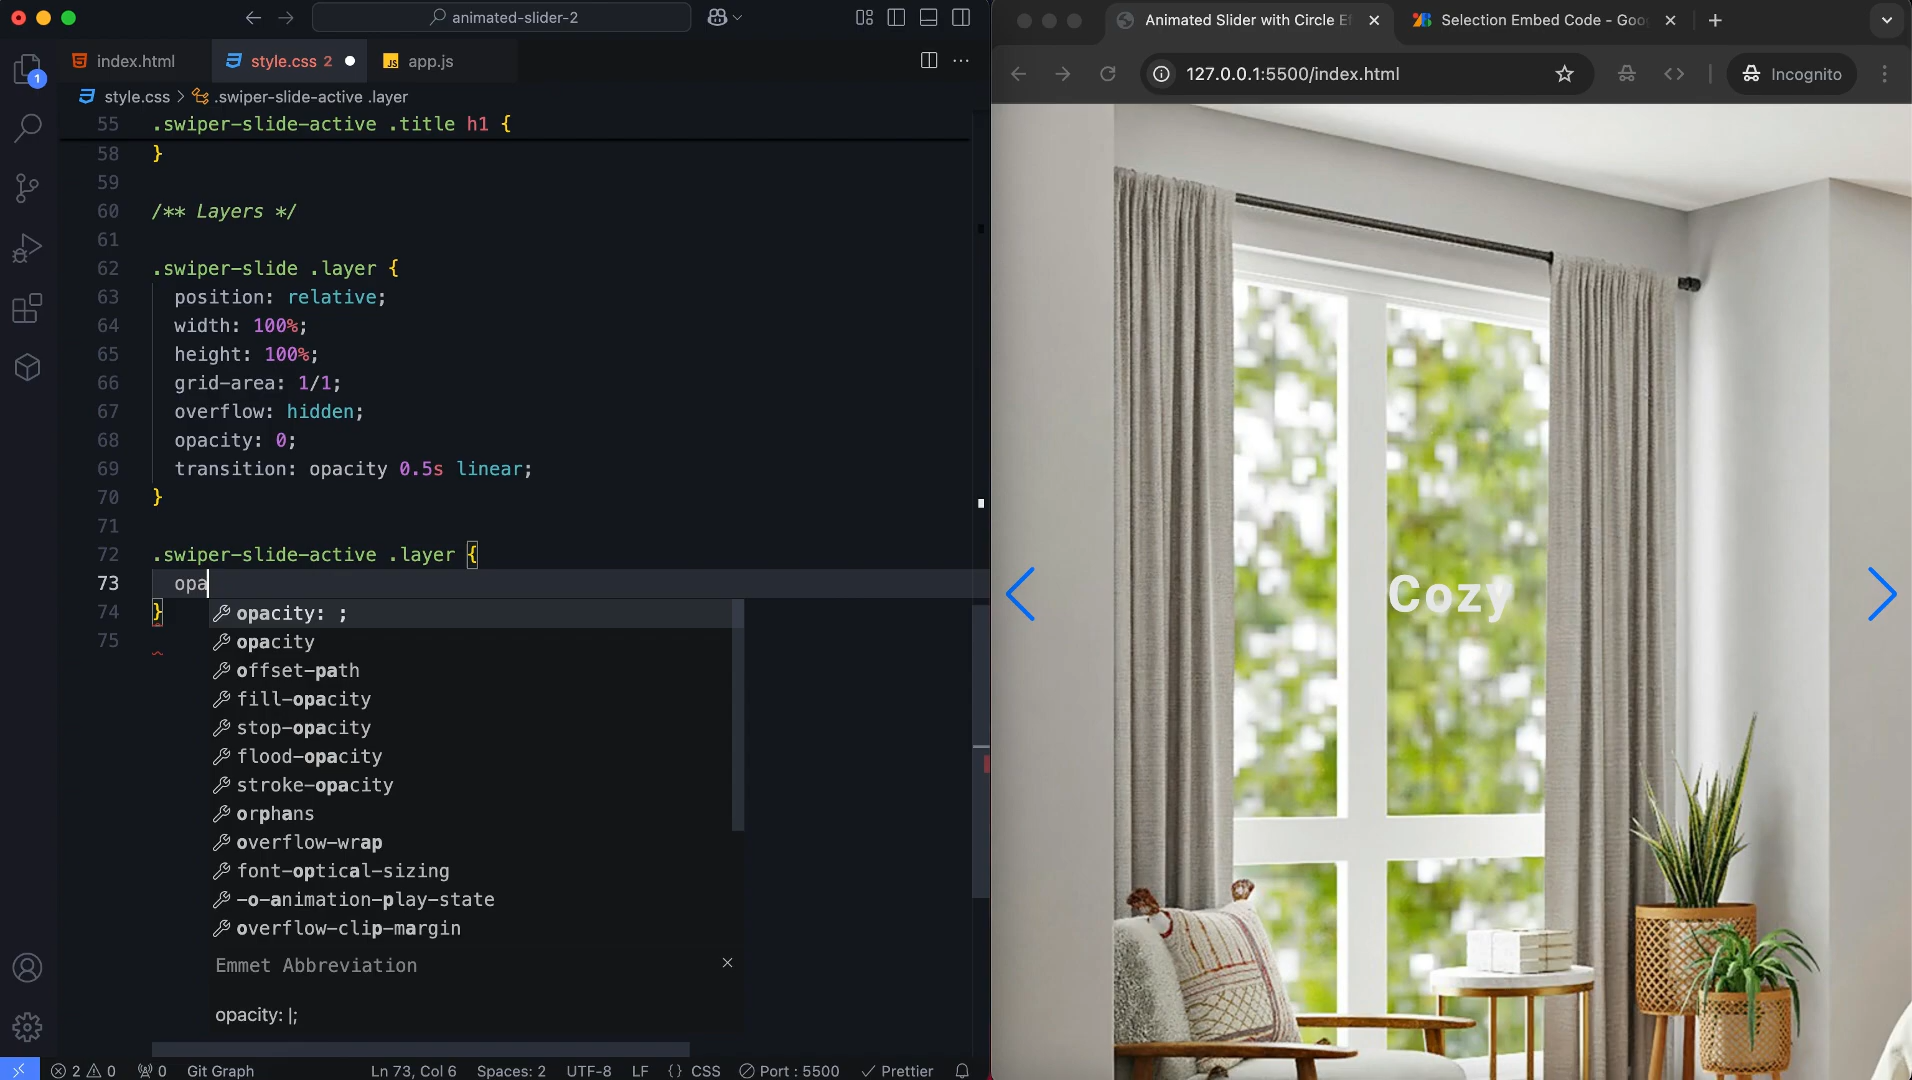 animated-slider-2
index.html
style.css 2
app.js
style.css > .swiper-slide-active .layer
55 .swiper-slide-active .title h1 {
58 }
59
60 /** Layers */
61
62 .swiper-slide .layer {
63 position: relative;
64 width: 100%;
65 height: 100%;
66 grid-area: 1/1;
67 overflow: hidden;
68 opacity: 0;
69 transition: opacity 0.5s linear;
70 }
71
72 .swiper-slide-active .layer {
73 opa
74 }
75
opacity: ;
opacity
offset-path
fill-opacity
stop-opacity
flood-opacity
stroke-opacity
orphans
overflow-wrap
font-optical-sizing
-o-animation-play-state
overflow-clip-margin
Emmet Abbreviation
opacity: |;
1
2 0 0 Git Graph Ln 73, Col 6 Spaces: 2 UTF-8 LF {} CSS Port : 5500 Prettier
Animated Slider with Circle Ef
Selection Embed Code - Goo
127.0.0.1:5500/index.html
Incognito
Cozy